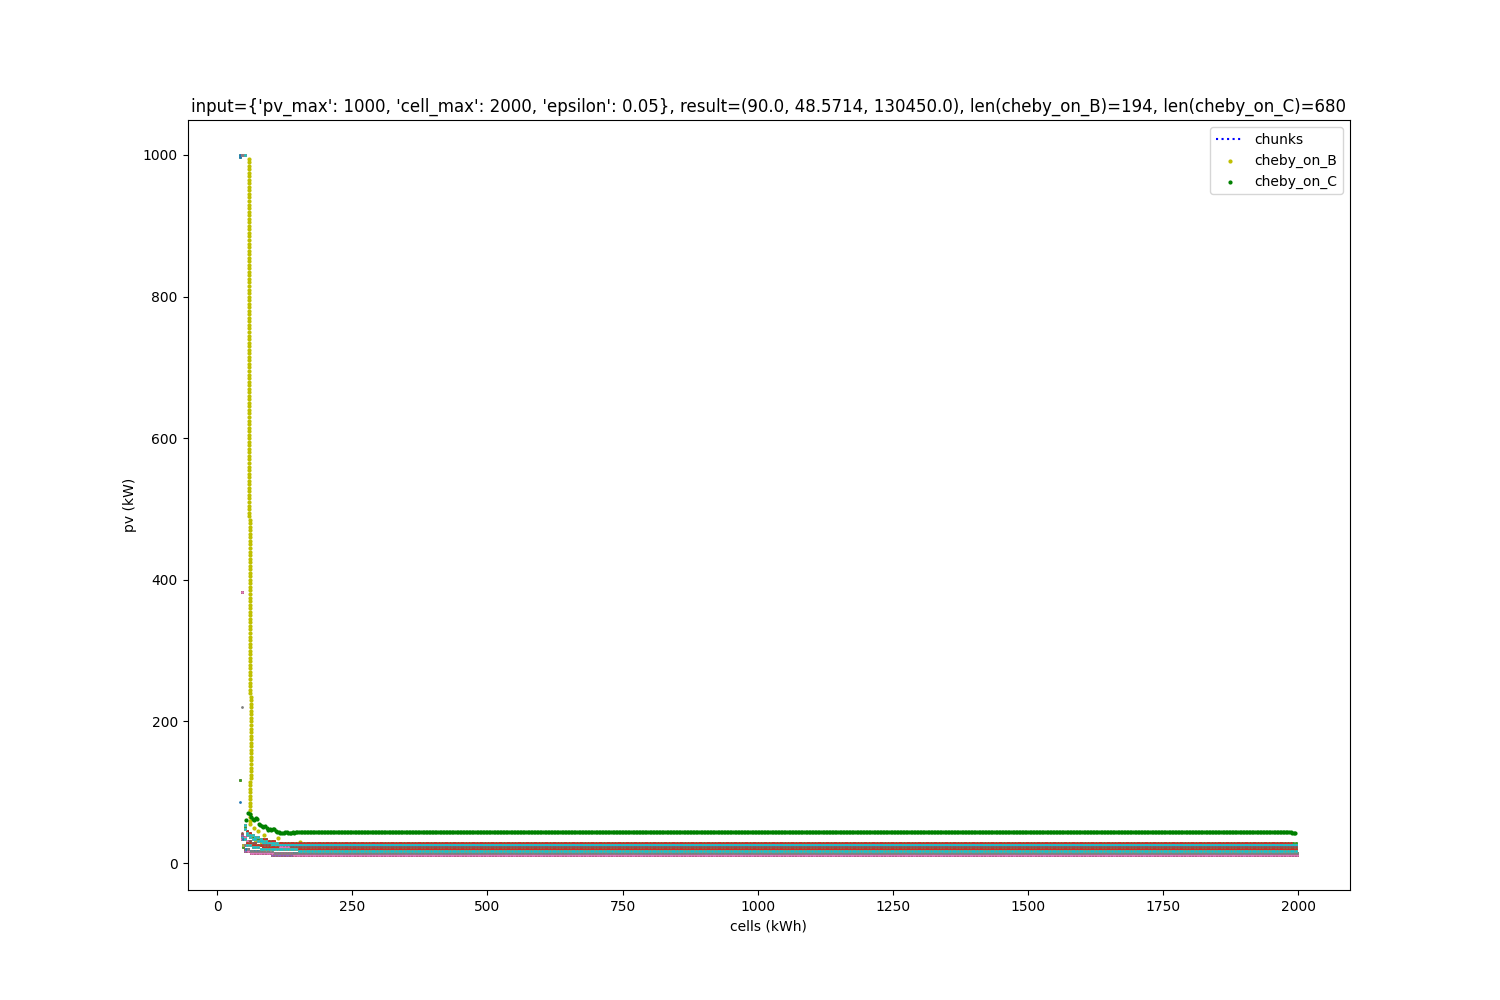 input={'pv_max': 1000, 'cell_max': 2000, 'epsilon': 0.05}, result=(90.0, 48.5714, 130450.0), len(cheby_on_B)=194, len(cheby_on_C)=680
chunks
cheby_on_B
cheby_on_C
1000
800
600
400
200
0
pv (kW)
0 250 500 750 1000 1250 1500 1750 2000
cells (kWh)